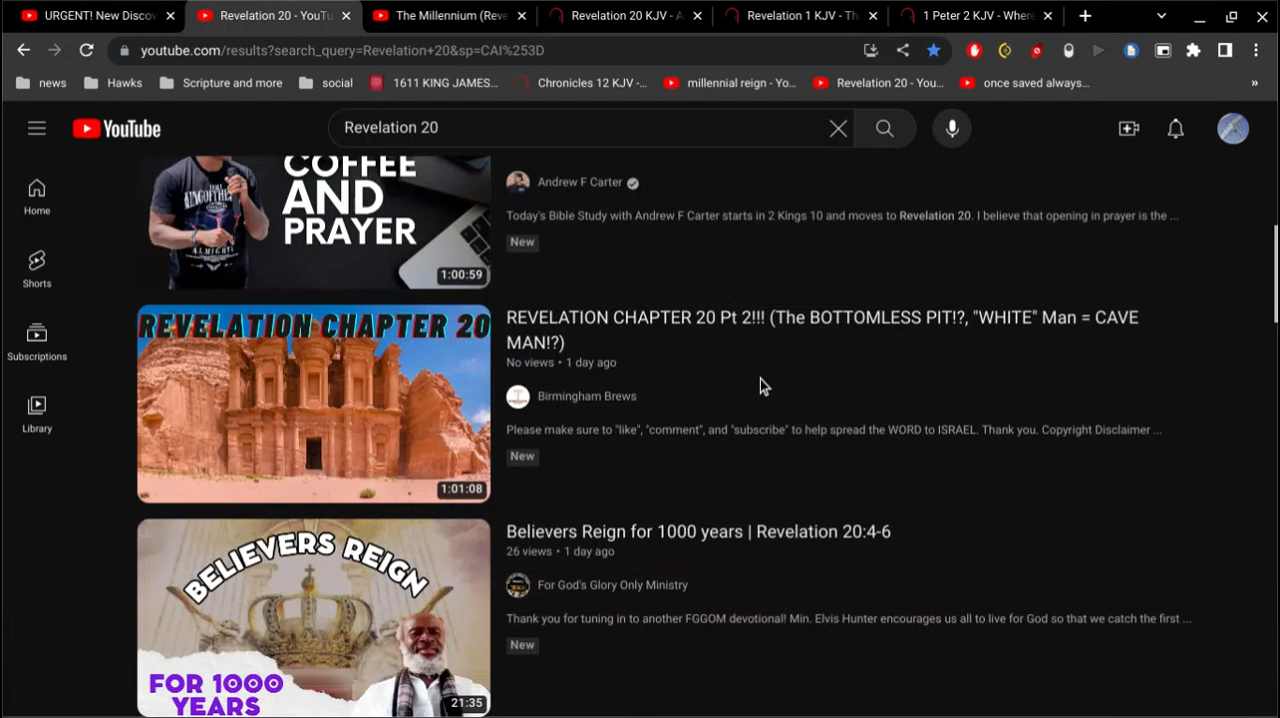 URGENT! New Discov
Revelation 20 - YouTu
The Millennium (Reve
Revelation 20 KJV - A
Revelation 1 KJV - Th
1 Peter 2 KJV - Where
youtube.com/results?search_query=Revelation+20&sp=CAI%253D
news
Hawks
Scripture and more
social
1611 KING JAMES...
Chronicles 12 KJV -...
millennial reign - Yo...
Revelation 20 - You...
once saved always...
»
YouTube
Revelation 20
Home
Shorts
Subscriptions
Library
KINGOFTHE
ALMIGHTY
COFFEE
AND
PRAYER
1:00:59
Andrew F Carter
Today's Bible Study with Andrew F Carter starts in 2 Kings 10 and moves to Revelation 20. I believe that opening in prayer is the ...
New
REVELATION CHAPTER 20
1:01:08
REVELATION CHAPTER 20 Pt 2!!! (The BOTTOMLESS PIT!?, "WHITE" Man = CAVE
MAN!?)
No views • 1 day ago
Birmingham Brews
Please make sure to "like", "comment", and "subscribe" to help spread the WORD to ISRAEL. Thank you. Copyright Disclaimer ...
New
BELIEVERS REIGN
FOR 1000
YEARS
21:35
Believers Reign for 1000 years | Revelation 20:4-6
26 views • 1 day ago
For God's Glory Only Ministry
Thank you for tuning in to another FGGOM devotional! Min. Elvis Hunter encourages us all to live for God so that we catch the first ...
New